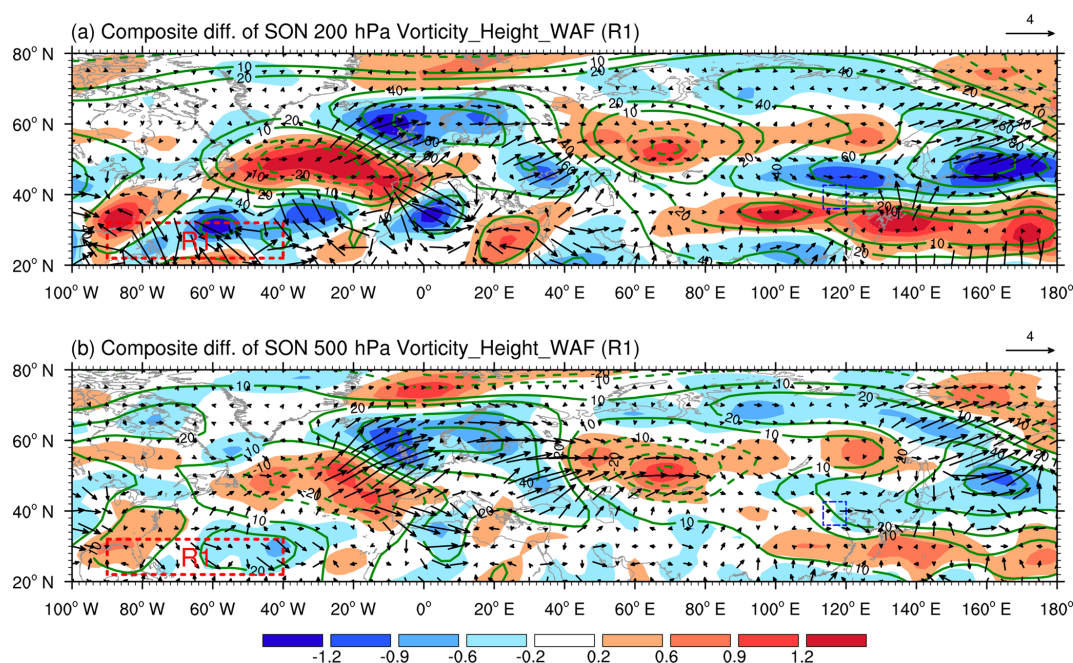 (a) Composite diff. of SON 200 hPa Vorticity_Height_WAF (R1)
4
80° N
60° N
40° N
20° N
R1
100° W 80° W 60° W 40° W 20° W 0° 20° E 40° E 60° E 80° E 100° E 120° E 140° E 160° E 180°
(b) Composite diff. of SON 500 hPa Vorticity_Height_WAF (R1)
4
80° N
60° N
40° N
20° N
R1
100° W 80° W 60° W 40° W 20° W 0° 20° E 40° E 60° E 80° E 100° E 120° E 140° E 160° E 180°
-1.2 -0.9 -0.6 -0.2 0.2 0.6 0.9 1.2